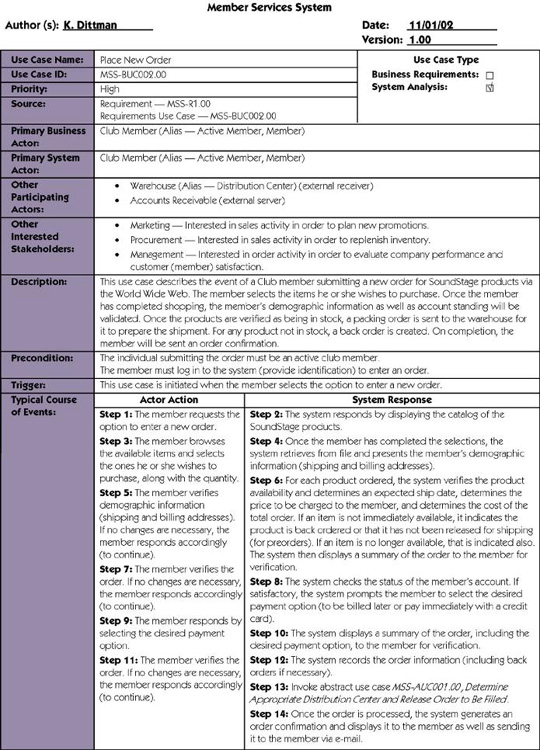 Member Services System
Author (s): K. Dittman
Date: 11/01/02
Version: 1.00
Use Case Name: Place New Order
Use Case Type
Use Case ID: MSS-BUC002.00
Business Requirements: ☐
Priority: High
System Analysis: ☑
Source: Requirement — MSS-R1.00
Requirements Use Case — MSS-BUC002.00
Primary Business
Actor:
Club Member (Alias — Active Member, Member)
Primary System
Actor:
Club Member (Alias — Active Member, Member)
Other
Participating
Actors:
• Warehouse (Alias — Distribution Center) (external receiver)
• Accounts Receivable (external server)
Other
Interested
Stakeholders:
• Marketing — Interested in sales activity in order to plan new promotions.
• Procurement — Interested in sales activity in order to replenish inventory.
• Management — Interested in order activity in order to evaluate company performance and
customer (member) satisfaction.
Description:
This use case describes the event of a Club member submitting a new order for SoundStage products via
the World Wide Web. The member selects the items he or she wishes to purchase. Once the member
has completed shopping, the member's demographic information as well as account standing will be
validated. Once the products are verified as being in stock, a packing order is sent to the warehouse for
it to prepare the shipment. For any product not in stock, a back order is created. On completion, the
member will be sent an order confirmation.
Precondition:
The individual submitting the order must be an active club member.
The member must log in to the system (provide identification) to enter an order.
Trigger: This use case is initiated when the member selects the option to enter a new order.
Typical Course
of Events:
Actor Action
Step 1: The member requests the
option to enter a new order.
Step 3: The member browses
the available items and selects
the ones he or she wishes to
purchase, along with the quantity.
Step 5: The member verifies
demographic information
(shipping and billing addresses).
If no changes are necessary, the
member responds accordingly
(to continue).
Step 7: The member verifies the
order. If no changes are necessary,
the member responds accordingly
(to continue).
Step 9: The member responds by
selecting the desired payment
option.
Step 11: The member verifies the
order. If no changes are necessary,
the member responds accordingly
(to continue).
System Response
Step 2: The system responds by displaying the catalog of the
SoundStage products.
Step 4: Once the member has completed the selections, the
system retrieves from file and presents the member's demographic
information (shipping and billing addresses).
Step 6: For each product ordered, the system verifies the product
availability and determines an expected ship date, determines the
price to be charged to the member, and determines the cost of the
total order. If an item is not immediately available, it indicates the
product is back ordered or that it has not been released for shipping
(for preorders). If an item is no longer available, that is indicated also.
The system then displays a summary of the order to the member for
verification.
Step 8: The system checks the status of the member's account. If
satisfactory, the system prompts the member to select the desired
payment option (to be billed later or pay immediately with a credit
card).
Step 10: The system displays a summary of the order, including the
desired payment option, to the member for verification.
Step 12: The system records the order information (including back
orders if necessary).
Step 13: Invoke abstract use case MSS-AUC001.00, Determine
Appropriate Distribution Center and Release Order to Be Filled.
Step 14: Once the order is processed, the system generates an
order confirmation and displays it to the member as well as sending
it to the member via e-mail.